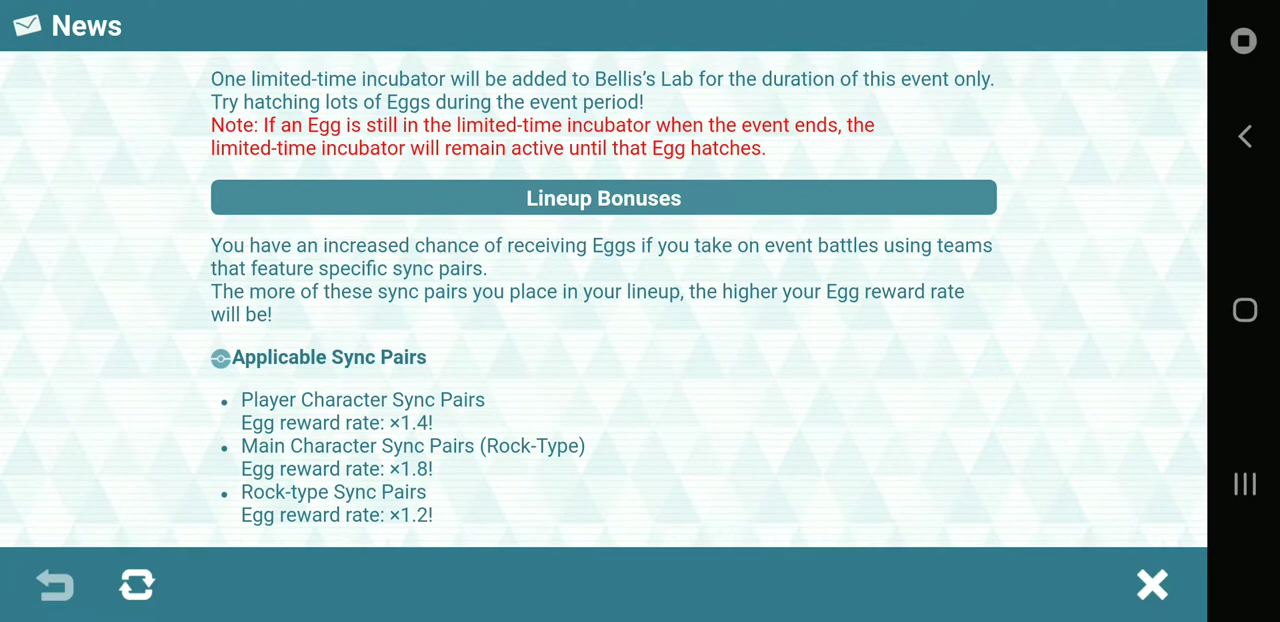 News
One limited-time incubator will be added to Bellis's Lab for the duration of this event only.
Try hatching lots of Eggs during the event period!
Note: If an Egg is still in the limited-time incubator when the event ends, the
limited-time incubator will remain active until that Egg hatches.
Lineup Bonuses
You have an increased chance of receiving Eggs if you take on event battles using teams
that feature specific sync pairs.
The more of these sync pairs you place in your lineup, the higher your Egg reward rate
will be!
Applicable Sync Pairs
• Player Character Sync Pairs
Egg reward rate: ×1.4!
• Main Character Sync Pairs (Rock-Type)
Egg reward rate: ×1.8!
• Rock-type Sync Pairs
Egg reward rate: ×1.2!